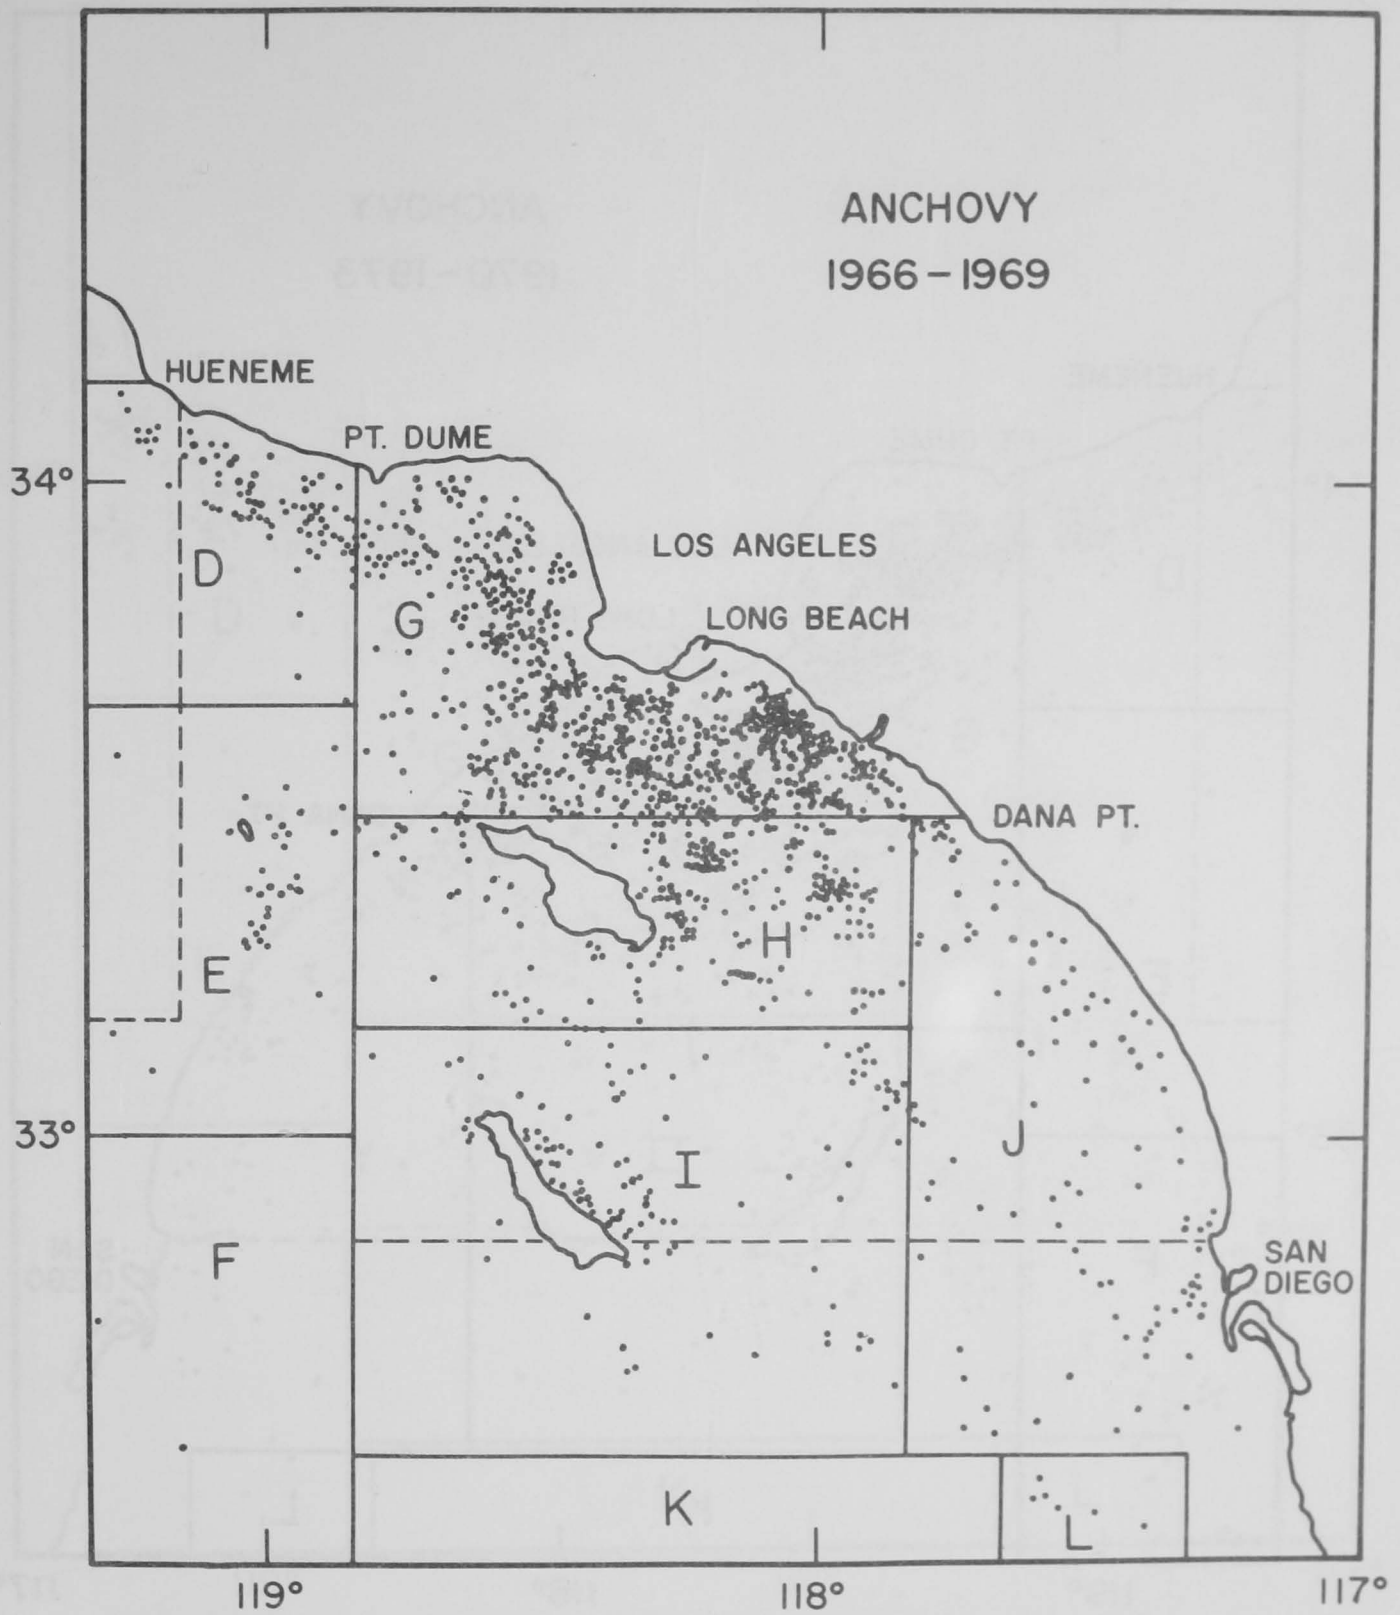 ANCHOVY
1966-1969
HUENEME
PT. DUME
34°
LOS ANGELES
D
LONG BEACH
G
DANA PT.
H
E
33°
J
I
SAN
DIEGO
F
K
L
119°
118°
117°